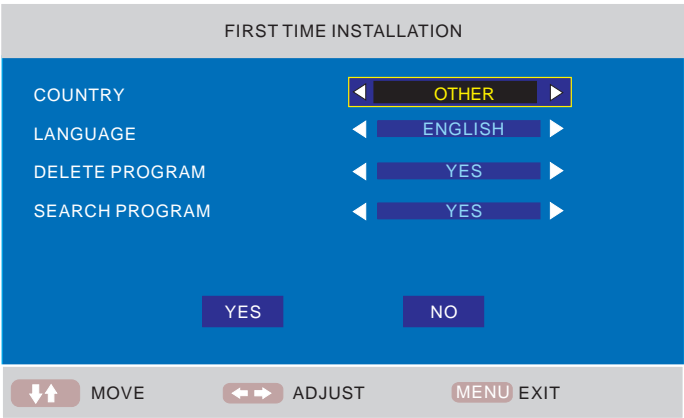 FIRST TIME INSTALLATION
COUNTRY OTHER
LANGUAGE ENGLISH
DELETE PROGRAM YES
SEARCH PROGRAM YES
YES NO
MOVE ADJUST MENU EXIT